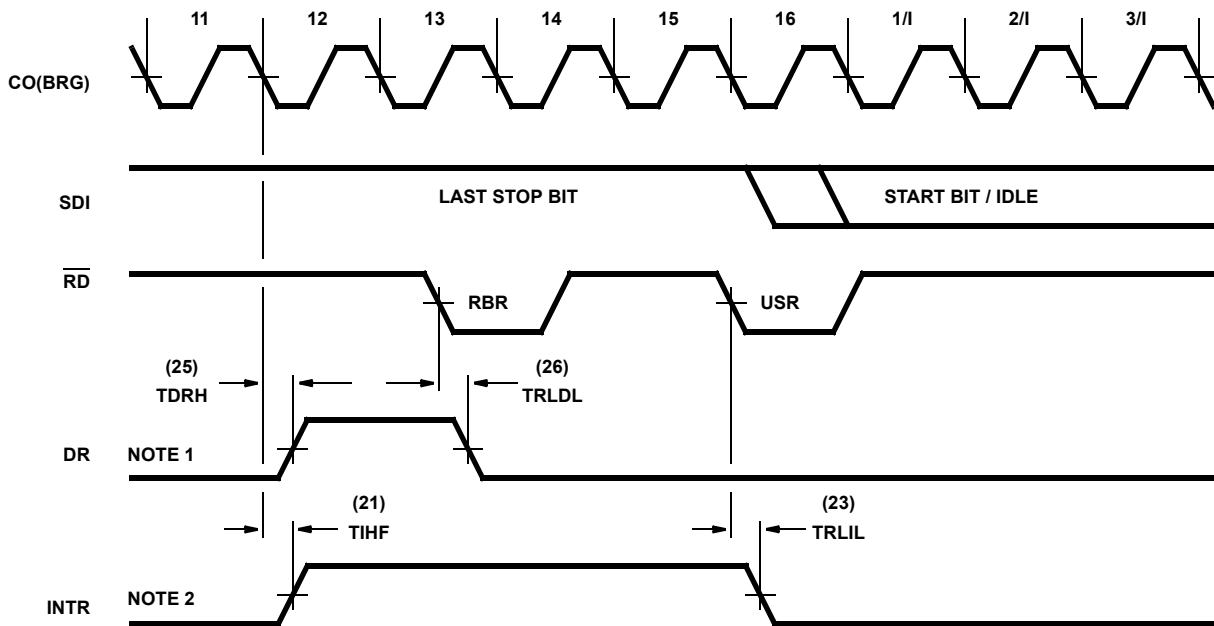 11 12 13 14 15 16 1/I 2/I 3/I
CO(BRG)
SDI LAST STOP BIT START BIT / IDLE
RD RBR USR
(25) (26)
TDRH TRLDL
DR NOTE 1
(21) (23)
TIHF TRLIL
INTR NOTE 2